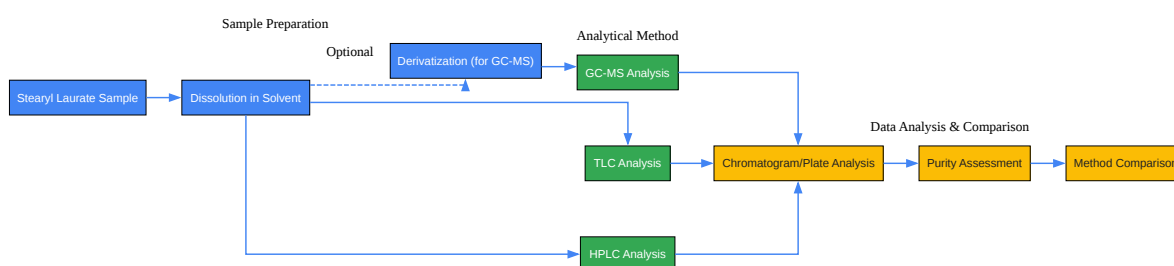 Sample Preparation
Optional
Analytical Method
Derivatization (for GC-MS)
GC-MS Analysis
Stearyl Laurate Sample
Dissolution in Solvent
Data Analysis & Comparison
TLC Analysis
Chromatogram/Plate Analysis
Purity Assessment
Method Comparison
HPLC Analysis